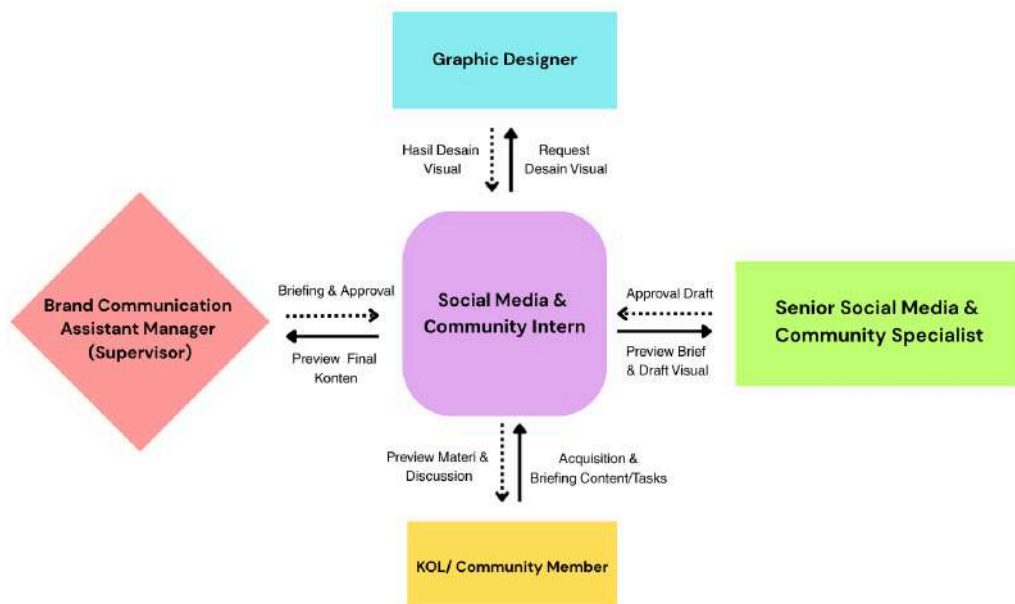 Graphic Designer
Hasil Desain
Visual
Request
Desain Visual
Brand Communication
Assistant Manager
(Supervisor)
Briefing & Approval
Preview Final
Konten
Social Media &
Community Intern
Approval Draft
Preview Brief
& Draft Visual
Senior Social Media &
Community Specialist
Preview Materi &
Discussion
Acquisition &
Briefing Content/Tasks
KOL/ Community Member